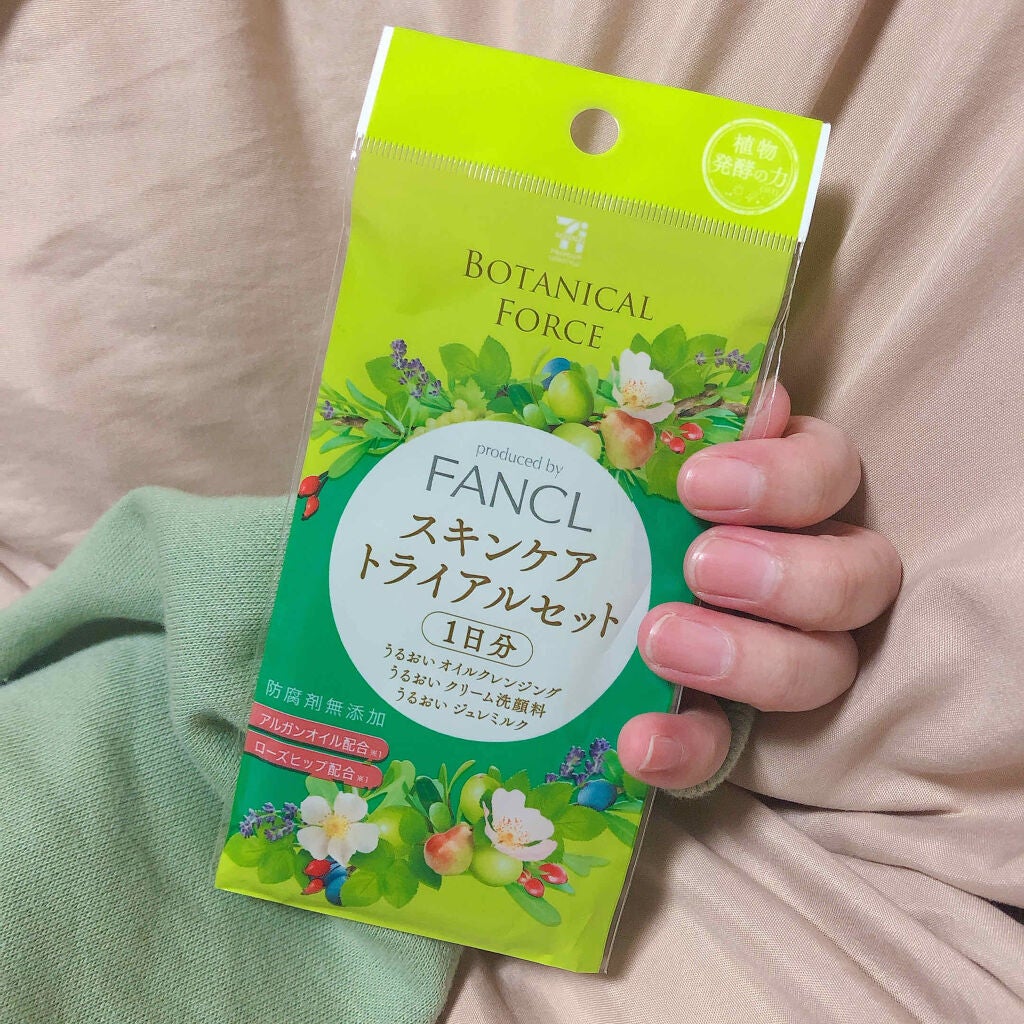 植物
発酵の力
BOTANICAL
FORCE
produced by
FANCL
スキンケア
トライアルセット
1日分
うるおい オイルクレンジング
うるおい クリーム洗顔料
うるおい ジュレミルク
防腐剤無添加
アルガンオイル配合※1
ローズヒップ配合※1